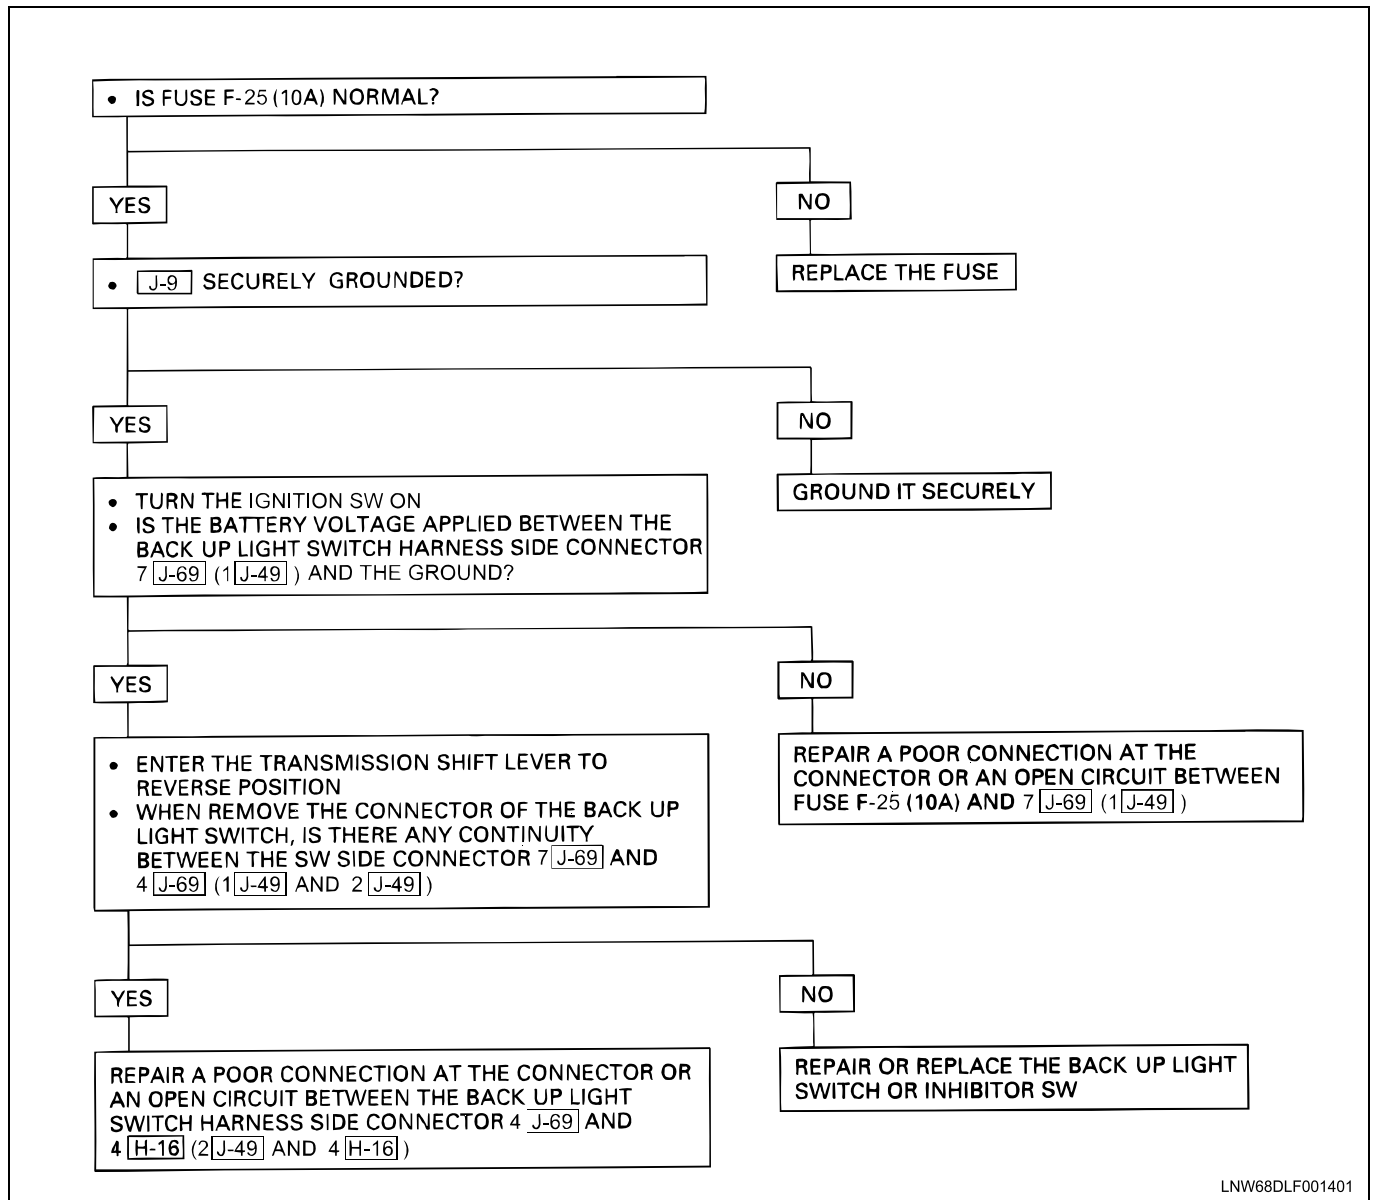 • IS FUSE F-25 (10A) NORMAL?
YES
NO
• J-9 SECURELY GROUNDED?
REPLACE THE FUSE
YES
NO
• TURN THE IGNITION SW ON
• IS THE BATTERY VOLTAGE APPLIED BETWEEN THE
BACK UP LIGHT SWITCH HARNESS SIDE CONNECTOR
7 J-69 (1 J-49 ) AND THE GROUND?
GROUND IT SECURELY
YES
NO
• ENTER THE TRANSMISSION SHIFT LEVER TO
REVERSE POSITION
• WHEN REMOVE THE CONNECTOR OF THE BACK UP
LIGHT SWITCH, IS THERE ANY CONTINUITY
BETWEEN THE SW SIDE CONNECTOR 7 J-69 AND
4 J-69 (1 J-49 AND 2 J-49 )
REPAIR A POOR CONNECTION AT THE
CONNECTOR OR AN OPEN CIRCUIT BETWEEN
FUSE F-25 (10A) AND 7 J-69 (1 J-49 )
YES
NO
REPAIR A POOR CONNECTION AT THE CONNECTOR OR
AN OPEN CIRCUIT BETWEEN THE BACK UP LIGHT
SWITCH HARNESS SIDE CONNECTOR 4 J-69 AND
4 H-16 (2 J-49 AND 4 H-16 )
REPAIR OR REPLACE THE BACK UP LIGHT
SWITCH OR INHIBITOR SW
LNW68DLF001401